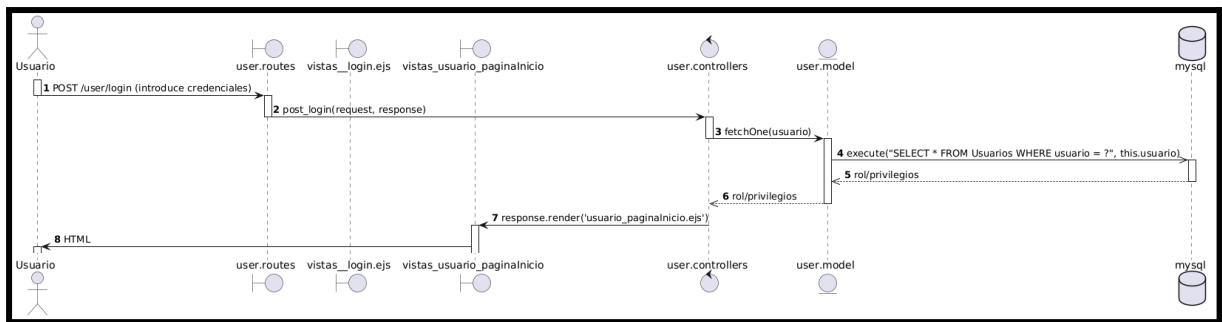 Usuario
user.routes
vistas__login.ejs
vistas_usuario_paginaInicio
user.controllers
user.model
mysql
1 POST /user/login (introduce credenciales)
2 post_login(request, response)
3 fetchOne(usuario)
4 execute("SELECT * FROM Usuarios WHERE usuario = ?", this.usuario)
5 rol/privilegios
6 rol/privilegios
7 response.render('usuario_paginaInicio.ejs')
8 HTML
Usuario
user.routes
vistas__login.ejs
vistas_usuario_paginaInicio
user.controllers
user.model
mysql